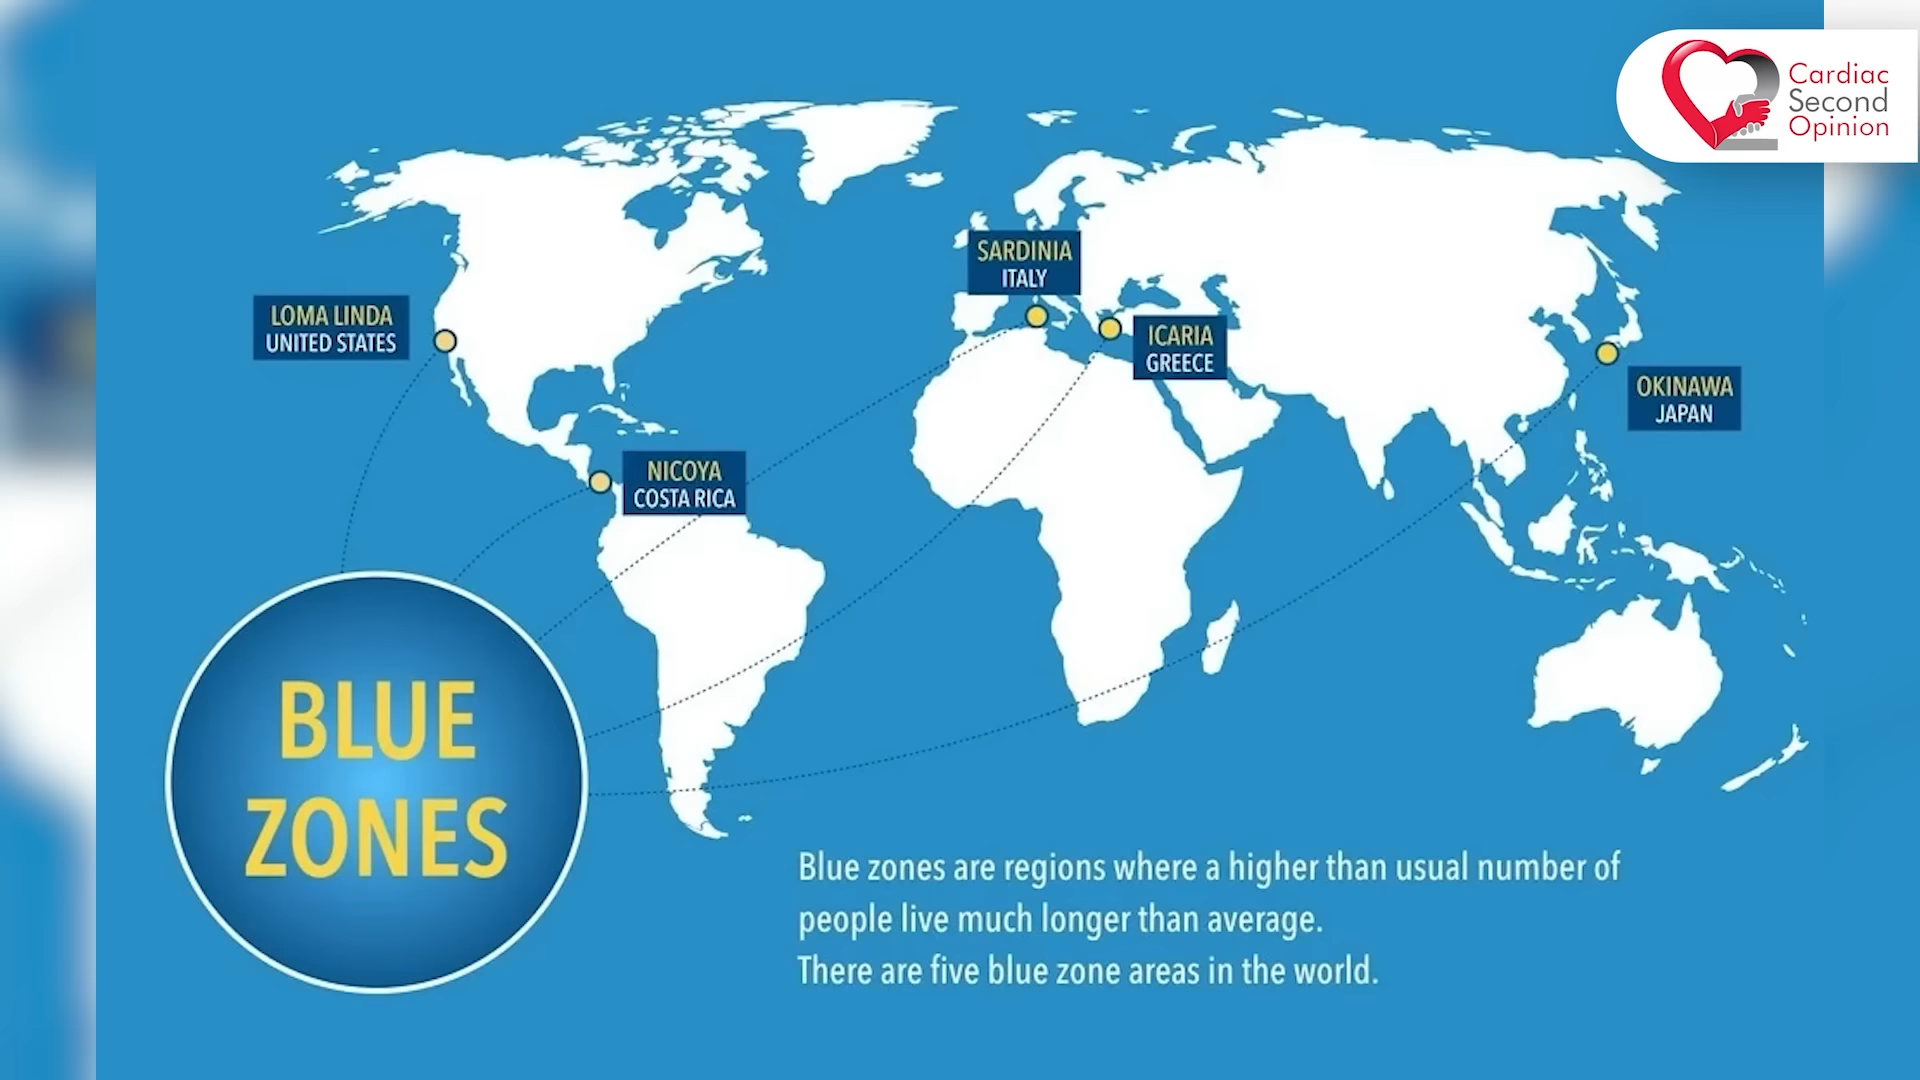 Cardiac
Second
Opinion
SARDINIA
ITALY
LOMA LINDA
UNITED STATES
ICARIA
GREECE
OKINAWA
JAPAN
NICOYA
COSTA RICA
BLUE
ZONES
Blue zones are regions where a higher than usual number of
people live much longer than average.
There are five blue zone areas in the world.